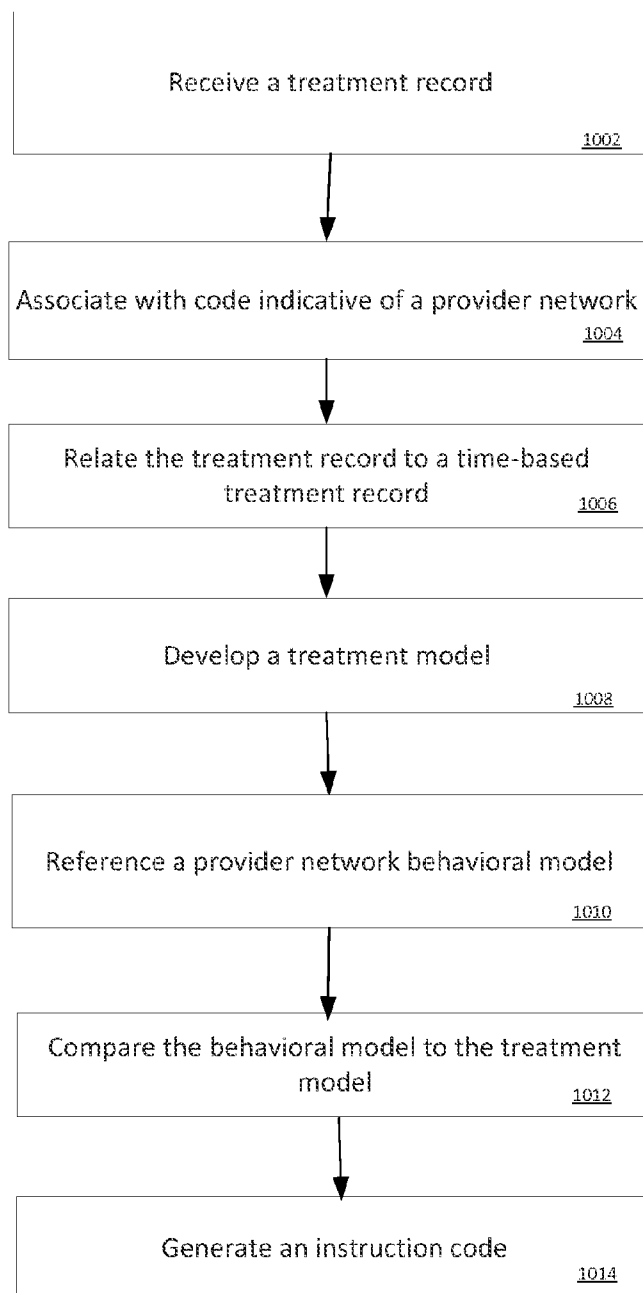 Receive a treatment record
1002
Associate with code indicative of a provider network
1004
Relate the treatment record to a time-based
treatment record
1006
Develop a treatment model
1008
Reference a provider network behavioral model
1010
Compare the behavioral model to the treatment
model
1012
Generate an instruction code
1014